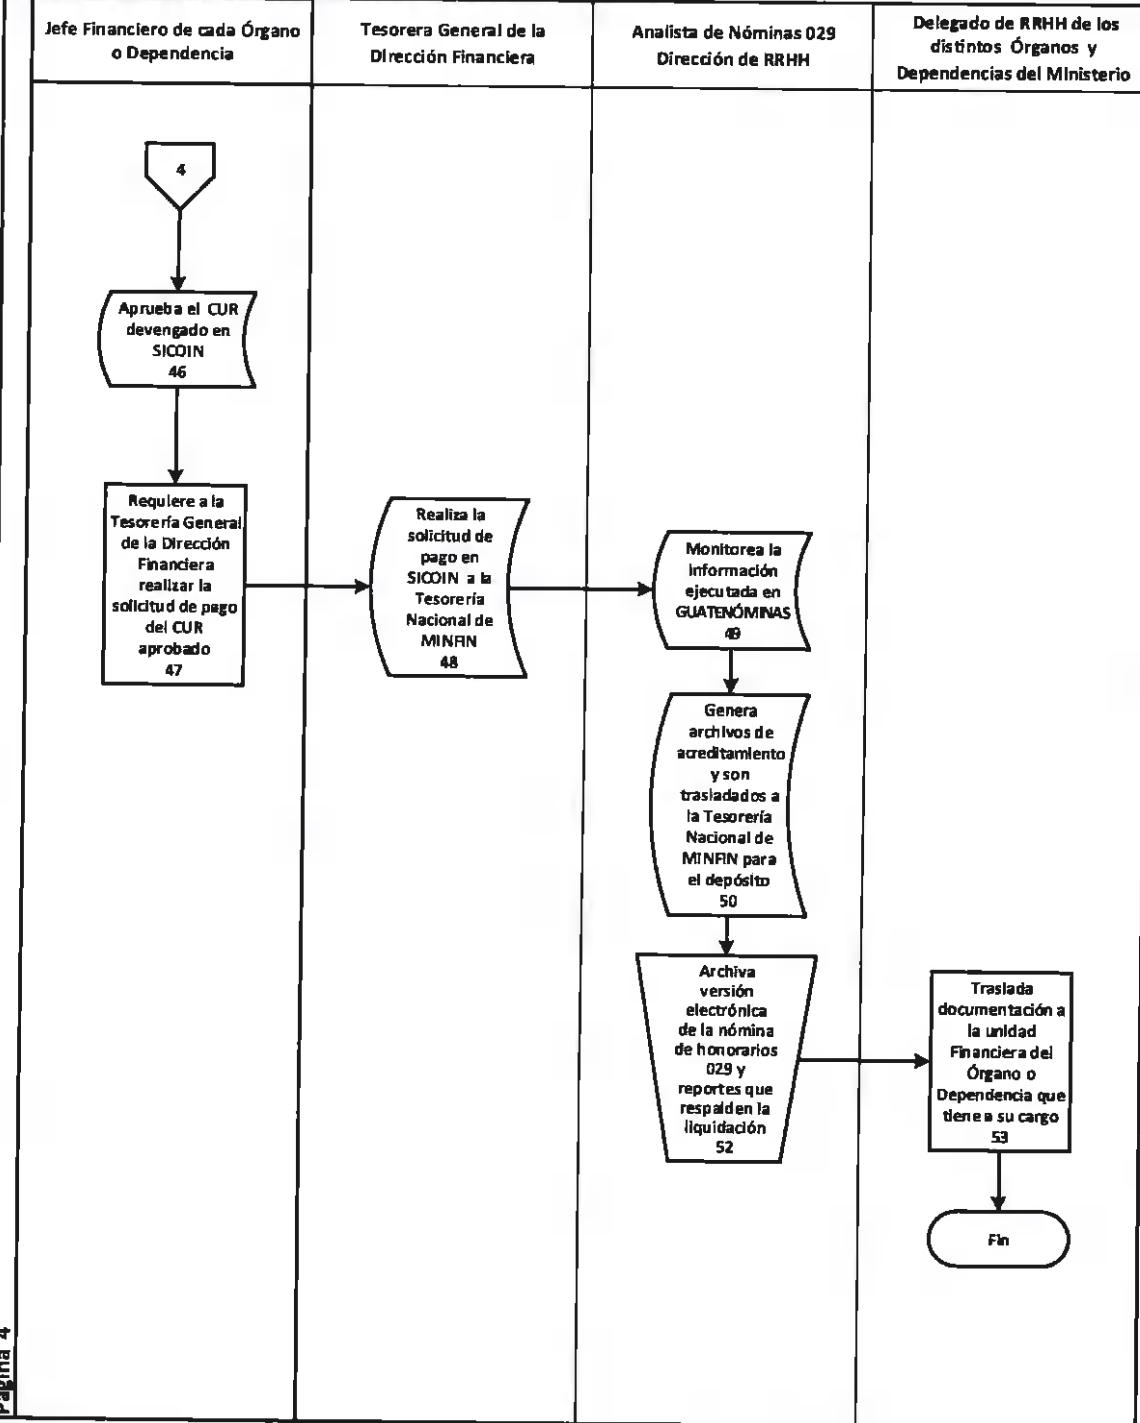 Jefe Financiero de cada Órgano
o Dependencia
Tesorera General de la
Dirección Financiera
Analista de Nóminas 029
Dirección de RRHH
Delegado de RRHH de los
distintos Órganos y
Dependencias del Ministerio
4
Aprueba el CUR
devengado en
SICOIN
46
Requiere a la
Tesorería General
de la Dirección
Financiera
realizar la
solicitud de pago
del CUR
aprobado
47
Realiza la
solicitud de
pago en
SICOIN a la
Tesorería
Nacional de
MINFIN
48
Monitorea la
información
ejecutada en
GUATENÓMINAS
49
Genera
archivos de
acreditamiento
y son
trasladados a
la Tesorería
Nacional de
MINFIN para
el depósito
50
Archiva
versión
electrónica
de la nómina
de honorarios
029 y
reportes que
respalden la
liquidación
52
Traslada
documentación a
la unidad
Financiera del
Órgano o
Dependencia que
tiene a su cargo
53
Fin
Página 4